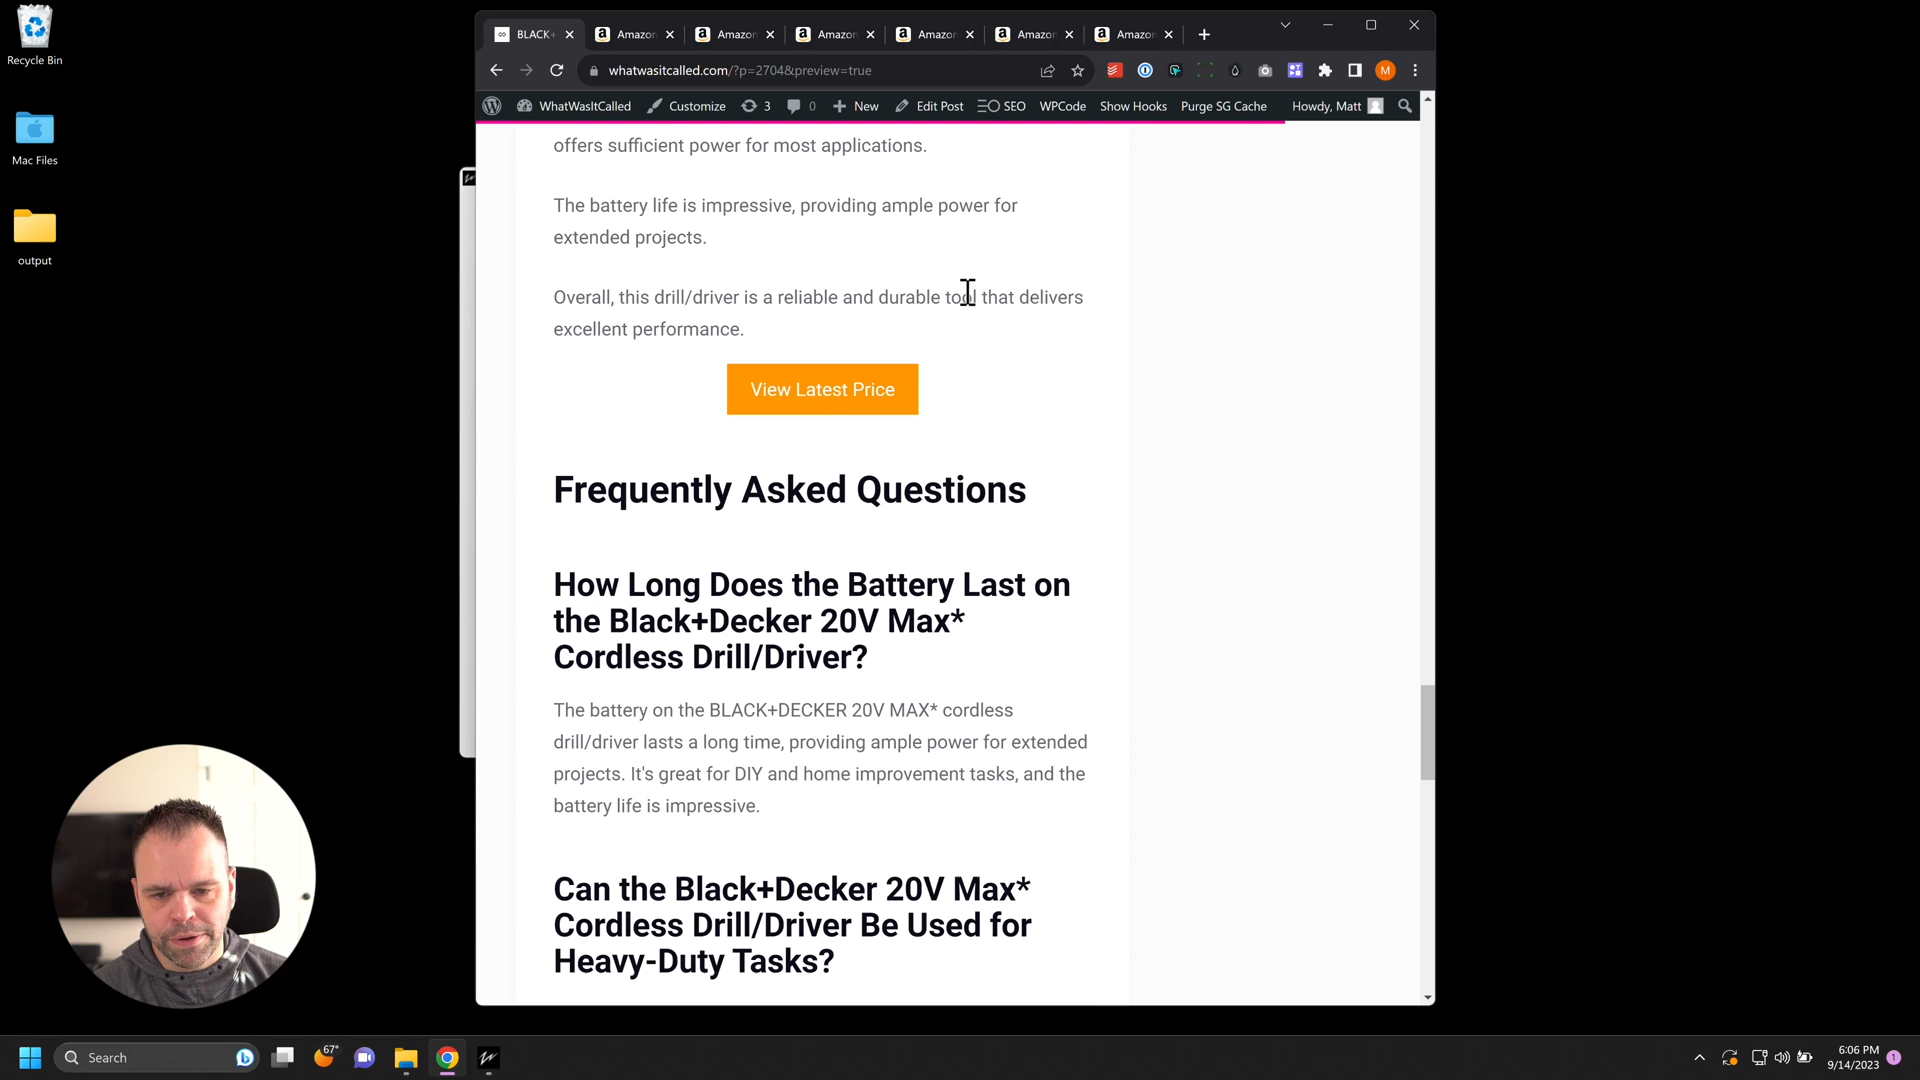 Recycle Bin
Mac Files
output
BLACK+
Amazon
Amazon
Amazon
Amazon
Amazon
Amazon
whatwasitcalled.com/?p=2704&preview=true
M
WhatWasItCalled
Customize
3
0
New
Edit Post
SEO
WPCode
Show Hooks
Purge SG Cache
Howdy, Matt
offers sufficient power for most applications.
The battery life is impressive, providing ample power for
extended projects.
Overall, this drill/driver is a reliable and durable tool that delivers
excellent performance.
View Latest Price
Frequently Asked Questions
How Long Does the Battery Last on
the Black+Decker 20V Max*
Cordless Drill/Driver?
The battery on the BLACK+DECKER 20V MAX* cordless
drill/driver lasts a long time, providing ample power for extended
projects. It's great for DIY and home improvement tasks, and the
battery life is impressive.
Can the Black+Decker 20V Max*
Cordless Drill/Driver Be Used for
Heavy-Duty Tasks?
Search
67°
6:06 PM
9/14/2023
1